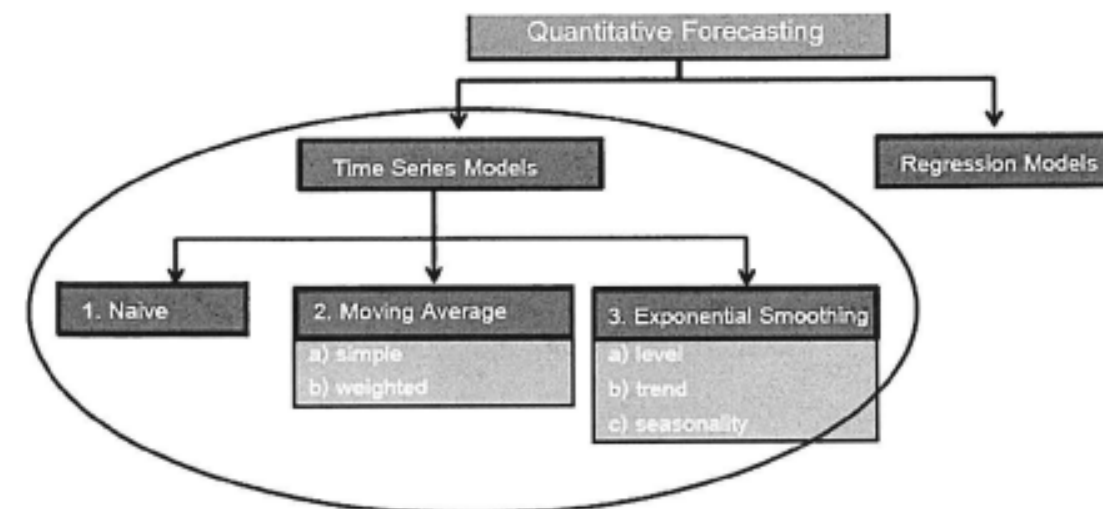 Quantitative Forecasting
Time Series Models
Regression Models
1. Naïve
2. Moving Average
a) simple
b) weighted
3. Exponential Smoothing
a) level
b) trend
c) seasonality